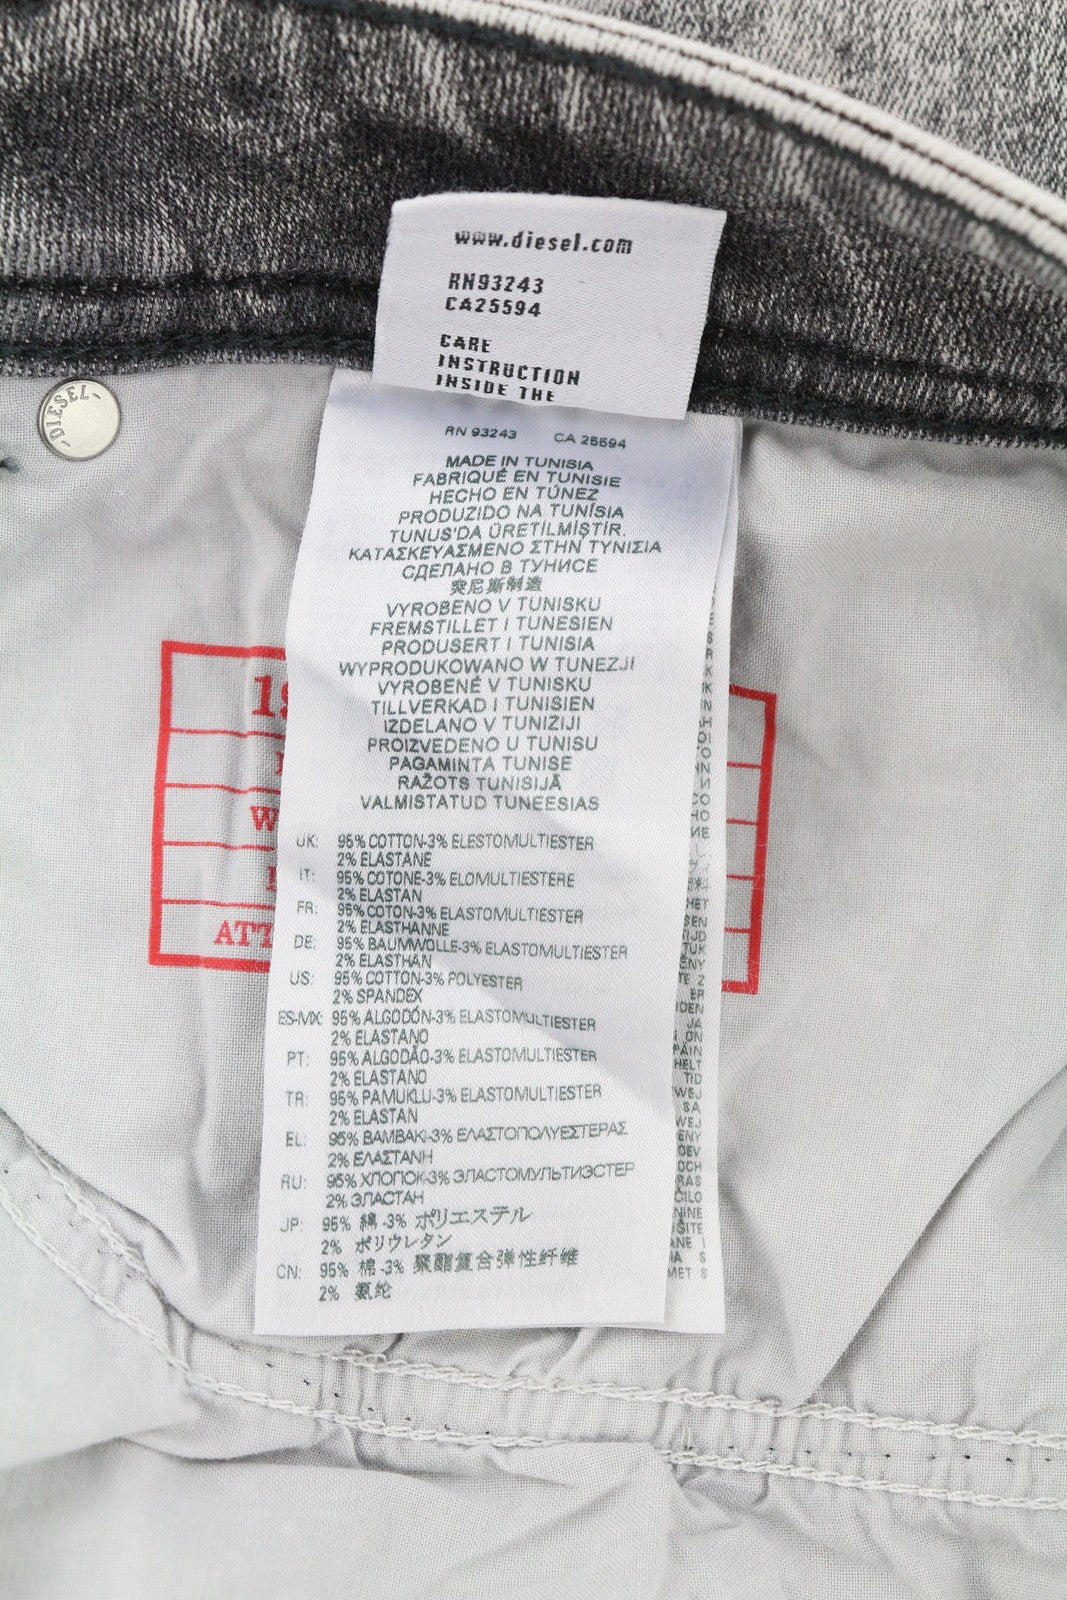 www.diesel.com
RN93243
CA25594
CARE
INSTRUCTION
INSIDE THE
-DIESEL-
RN 93243 CA 25594
MADE IN TUNISIA
FABRIQUÉ EN TUNISIE
HECHO EN TÚNEZ
PRODUZIDO NA TUNÍSIA
TUNUS'DA ÜRETİLMİŞTİR.
ΚΑΤΑΣΚΕΥΑΣΜΕΝΟ ΣΤΗΝ ΤΥΝΙΣΙΑ
СДЕЛАНО В ТУНИСЕ
突尼斯制造
VYROBENO V TUNISKU
FREMSTILLET I TUNESIEN
PRODUSERT I TUNISIA
WYPRODUKOWANO W TUNEZJI
VYROBENÉ V TUNISKU
TILLVERKAD I TUNISIEN
IZDELANO V TUNIZIJI
PROIZVEDENO U TUNISU
PAGAMINTA TUNISE
RAŽOTS TUNISIJĀ
VALMISTATUD TUNEESIAS
UK: 95% COTTON-3% ELESTOMULTIESTER
2% ELASTANE
IT: 95% COTONE-3% ELOMULTIESTERE
2% ELASTAN
FR: 95% COTON-3% ELASTOMULTIESTER
2% ELASTHANNE
DE: 95% BAUMWOLLE-3% ELASTOMULTIESTER
2% ELASTHAN
US: 95% COTTON-3% POLYESTER
2% SPANDEX
ES-MX: 95% ALGODÓN-3% ELASTOMULTIESTER
2% ELASTANO
PT: 95% ALGODÃO-3% ELASTOMULTIESTER
2% ELASTANO
TR: 95% PAMUKLU-3% ELASTOMULTIESTER
2% ELASTAN
EL: 95% ΒΑΜΒΑΚΙ-3% ΕΛΑΣΤΟΠΟΛΥΕΣΤΕΡΑΣ
2% ΕΛΑΣΤΑΝΗ
RU: 95% ХЛОПОК-3% ЭЛАСТОМУЛЬТИЭСТЕР
2% ЭЛАСТАН
JP: 95% 綿 -3% ポリエステル
2% ポリウレタン
CN: 95% 棉 -3% 聚酯复合弹性纤维
2% 氨纶